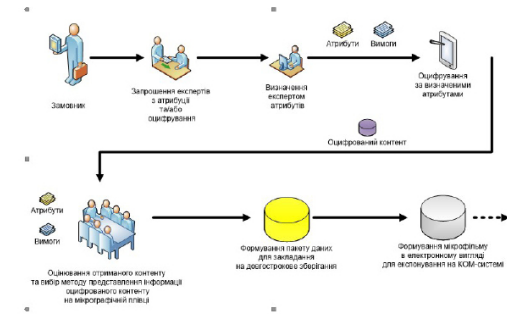 Атрибути Вимоги
Замовник
Запрошення експертів
з атрибуції
та/або
оцифрування
Визначення
експертом
атрибутів
Оцифрування
за визначеними
атрибутами
Оцифрований контент
Атрибути
Вимоги
Оцінювання отриманого контенту
та вибір методу представлення інформації
оцифрованого контенту
на мікрографічній плівці
Формування пакету даних
для закладання
на довгострокове зберігання
Формування мікрофільму
в електронному вигляді
для експонування на КОМ-системі